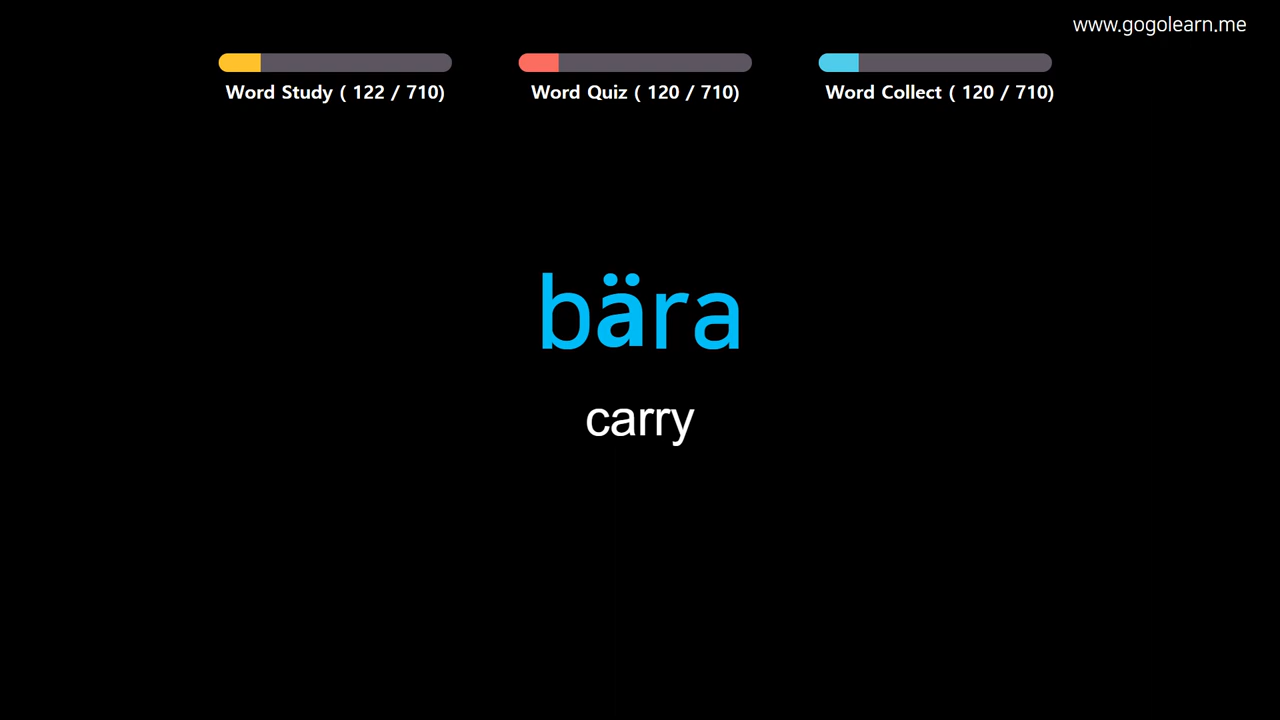 www.gogolearn.me
Word Study ( 122 / 710)
Word Quiz ( 120 / 710)
Word Collect ( 120 / 710)
bära
carry